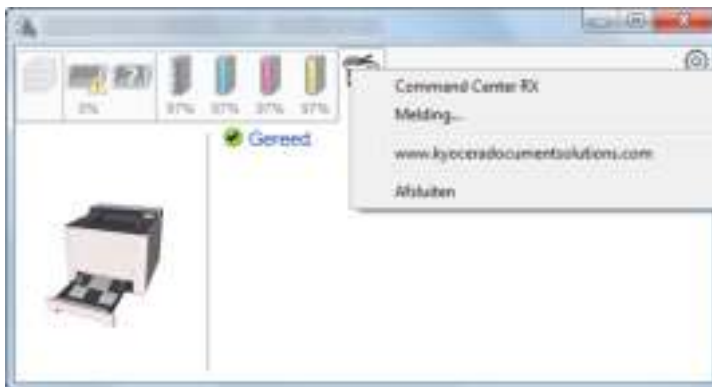 0% 97% 97% 97% 97%
Gereed
Command Center RX
Melding...
www.kyoceradocumentsolutions.com
Afsluiten